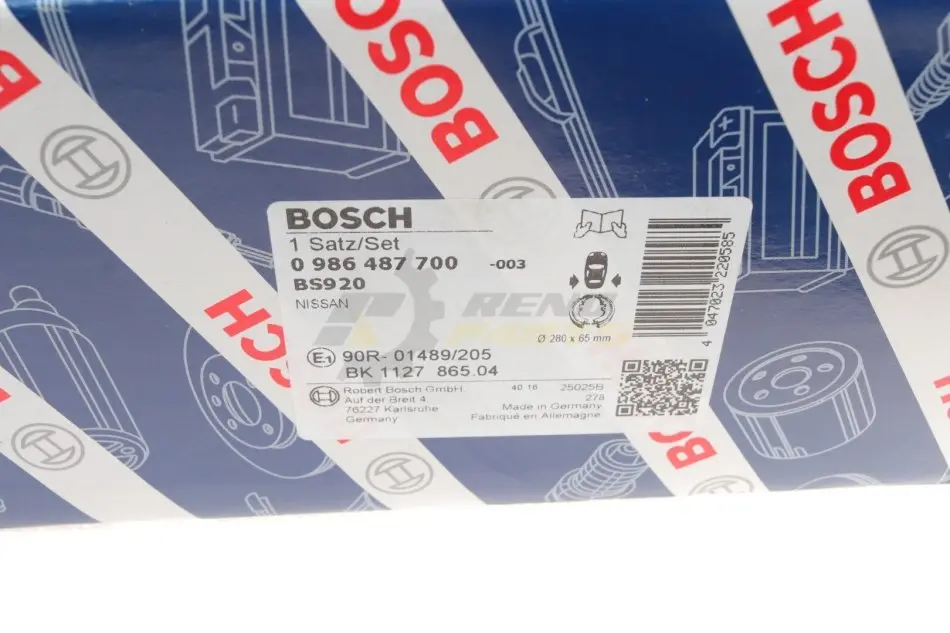 BOSCH
BOSCH
BOSCH
BOSCH
1 Satz/Set
0 986 487 700 -003
BS920
NISSAN
Ø 280 x 65 mm
4 047023 220585
E1 90R- 01489/205
BK 1127 865.04
Robert Bosch GmbH. 40 16 25025B
Auf der Breit 4 278
76227 Karlsruhe Made in Germany
Germany Fabriqué en Allemagne
BOSCH
BOSCH